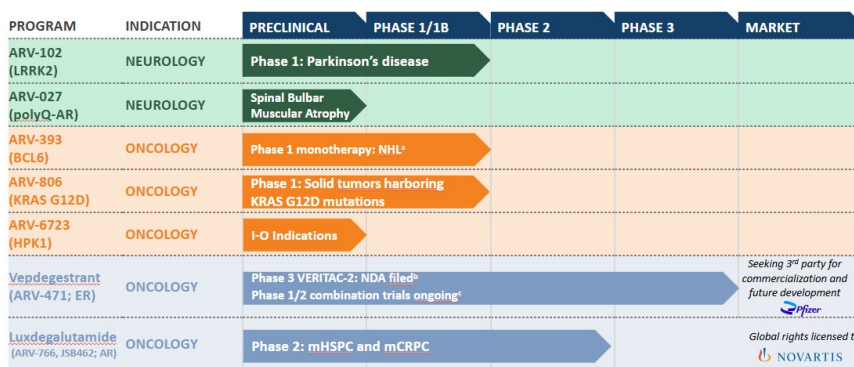 PROGRAM INDICATION PRECLINICAL PHASE 1/1B PHASE 2 PHASE 3 MARKET
ARV-102
(LRRK2)
NEUROLOGY
Phase 1: Parkinson's disease
ARV-027
(polyQ-AR)
NEUROLOGY
Spinal Bulbar
Muscular Atrophy
ARV-393
(BCL6)
ONCOLOGY
Phase 1 monotherapy: NHLᵃ
ARV-806
(KRAS G12D)
ONCOLOGY
Phase 1: Solid tumors harboring
KRAS G12D mutations
ARV-6723
(HPK1)
ONCOLOGY
I-O Indications
Vepdegestrant
(ARV-471; ER)
ONCOLOGY
Phase 3 VERITAC-2: NDA filedᵇ
Phase 1/2 combination trials ongoingᶜ
Seeking 3rd party for
commercialization and
future development
Pfizer
Luxdegalutamide
(ARV-766, JSB462; AR)
ONCOLOGY
Phase 2: mHSPC and mCRPC
Global rights licensed t
NOVARTIS